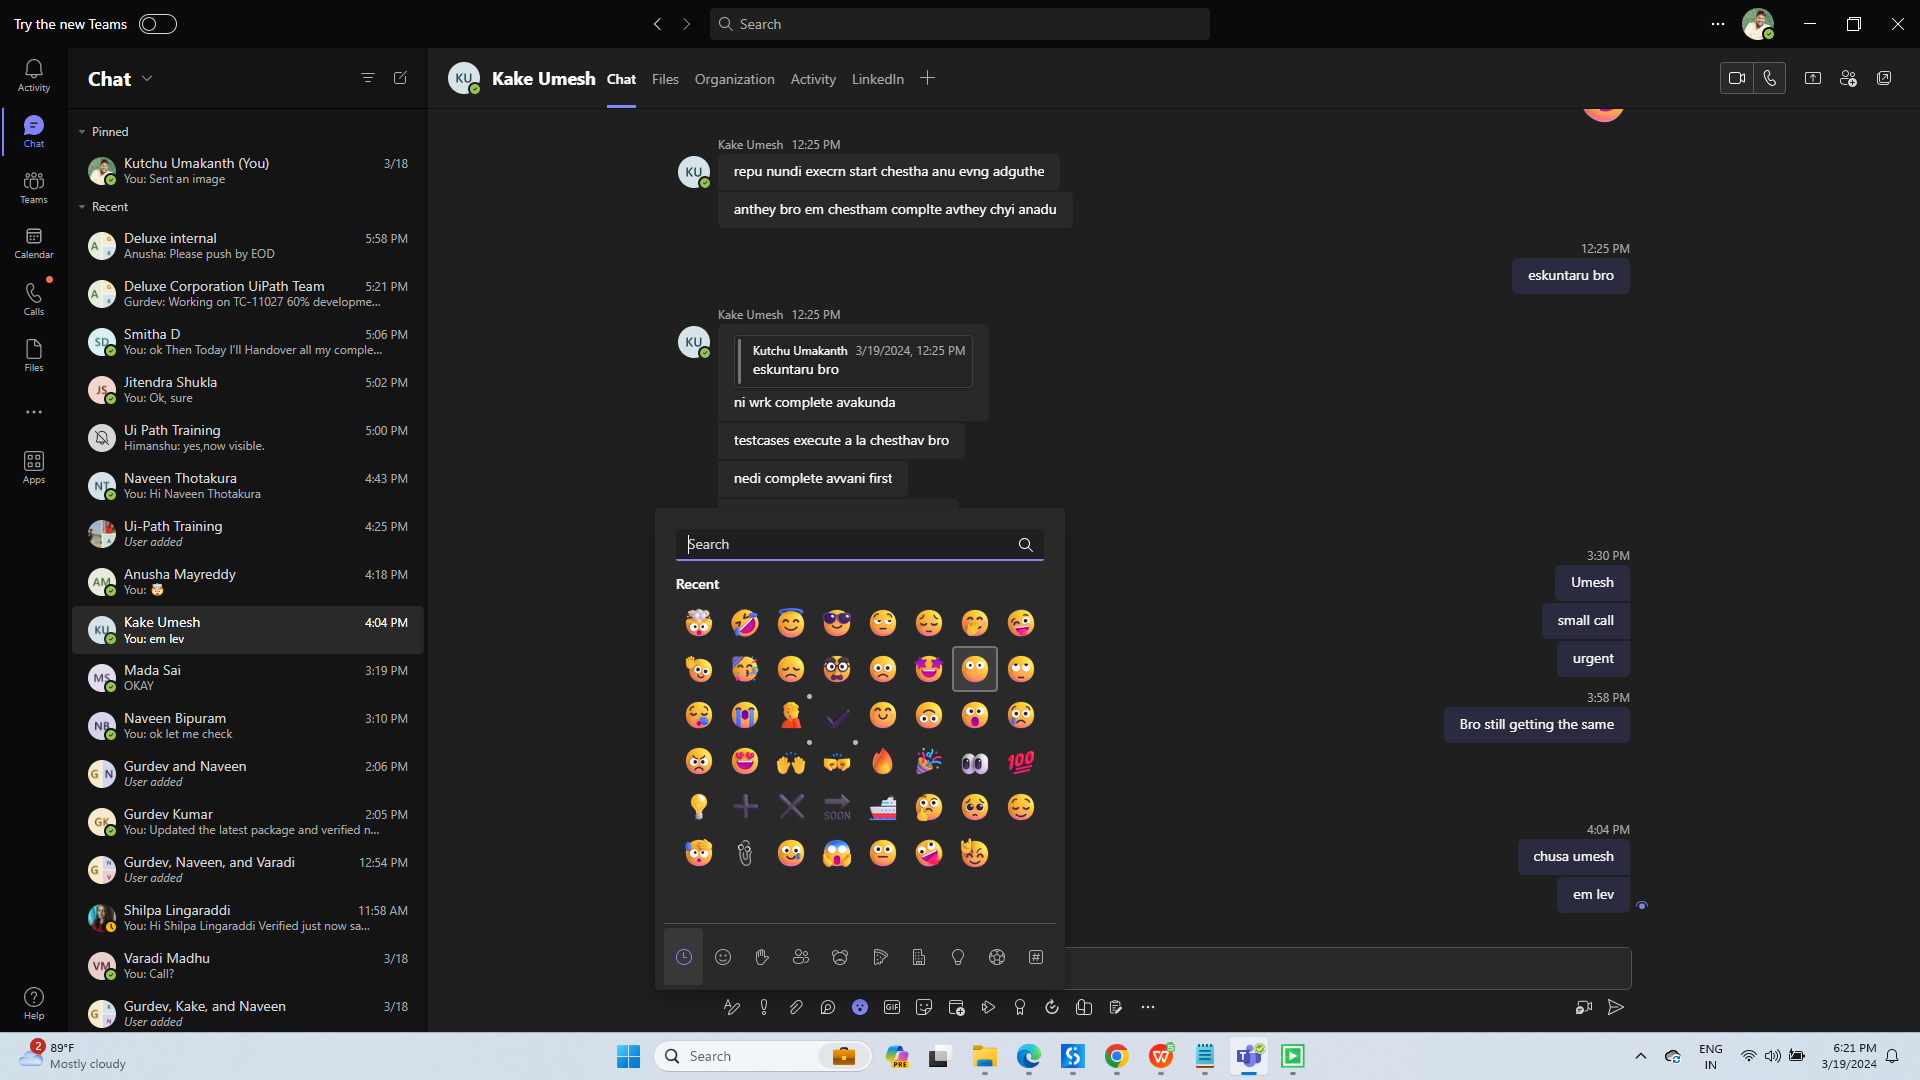 Try the new Teams
Search
Activity
Chat
Teams
Calendar
Calls
Files
Apps
Help
Chat
Pinned
Kutchu Umakanth (You) 3/18
You: Sent an image
Recent
Deluxe internal 5:58 PM
Anusha: Please push by EOD
Deluxe Corporation UiPath Team 5:21 PM
Gurdev: Working on TC-11027 60% developme...
Smitha D 5:06 PM
You: ok Then Today I'll Handover all my comple...
Jitendra Shukla 5:02 PM
You: Ok, sure
Ui Path Training 5:00 PM
Himanshu: yes,now visible.
Naveen Thotakura 4:43 PM
You: Hi Naveen Thotakura
Ui-Path Training 4:25 PM
User added
Anusha Mayreddy 4:18 PM
You: 🤯
Kake Umesh 4:04 PM
You: em lev
Mada Sai 3:19 PM
OKAY
Naveen Bipuram 3:10 PM
You: ok let me check
Gurdev and Naveen 2:06 PM
User added
Gurdev Kumar 2:05 PM
You: Updated the latest package and verified n...
Gurdev, Naveen, and Varadi 12:54 PM
User added
Shilpa Lingaraddi 11:58 AM
You: Hi Shilpa Lingaraddi Verified just now sa...
Varadi Madhu 3/18
You: Call?
Gurdev, Kake, and Naveen 3/18
User added
KU Kake Umesh Chat Files Organization Activity LinkedIn
Kake Umesh 12:25 PM
KU
repu nundi execrn start chestha anu evng adguthe
anthey bro em chestham complte avthey chyi anadu
12:25 PM
eskuntaru bro
Kake Umesh 12:25 PM
KU
Kutchu Umakanth 3/19/2024, 12:25 PM
eskuntaru bro
ni wrk complete avakunda
testcases execute a la chesthav bro
nedi complete avvani first
Search
Recent
100
SOON
3:30 PM
Umesh
small call
urgent
3:58 PM
Bro still getting the same
4:04 PM
chusa umesh
em lev
GIF
2
89°F
Mostly cloudy
Search
PRE
ENG
IN
6:21 PM
3/19/2024